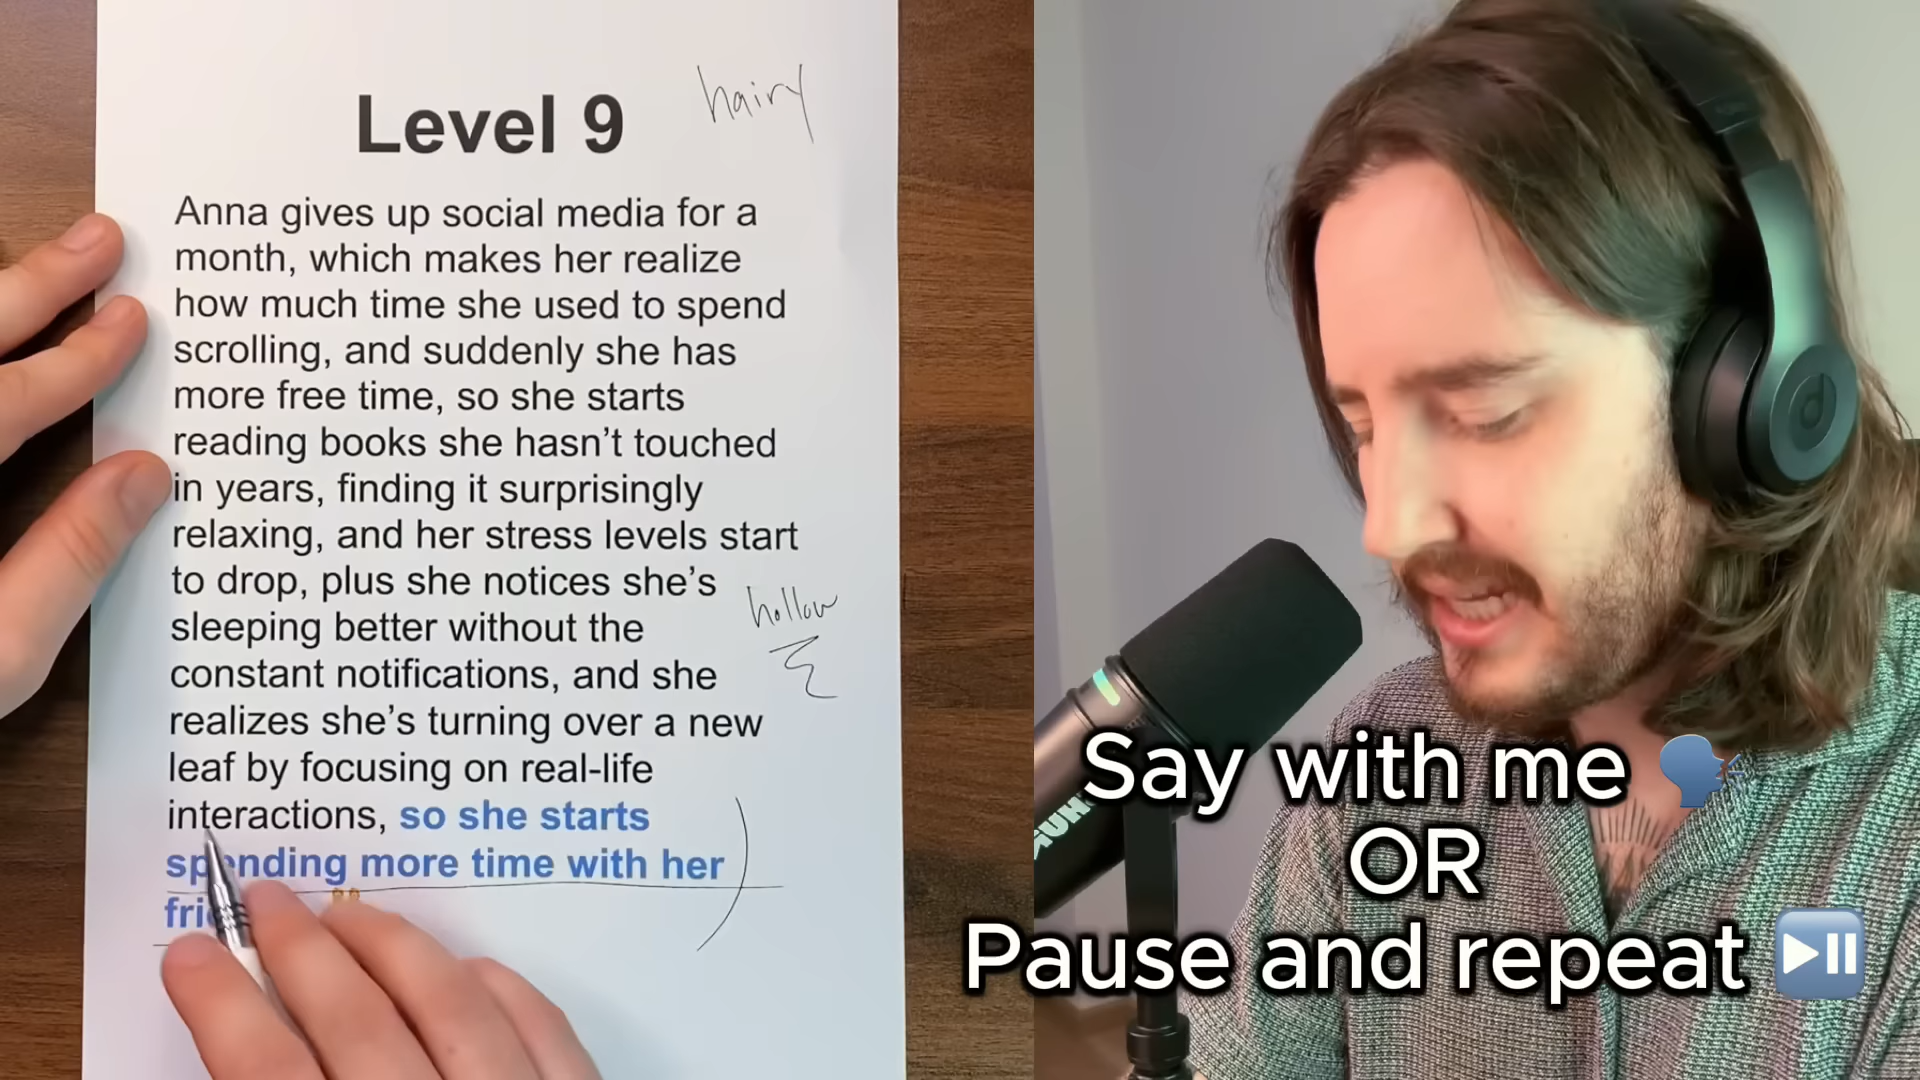 Level 9
hairy
Anna gives up social media for a
month, which makes her realize
how much time she used to spend
scrolling, and suddenly she has
more free time, so she starts
reading books she hasn’t touched
in years, finding it surprisingly
relaxing, and her stress levels start
to drop, plus she notices she’s
hollow
sleeping better without the
constant notifications, and she
realizes she’s turning over a new
leaf by focusing on real-life
interactions, so she starts
spending more time with her
Say with me
OR
Pause and repeat